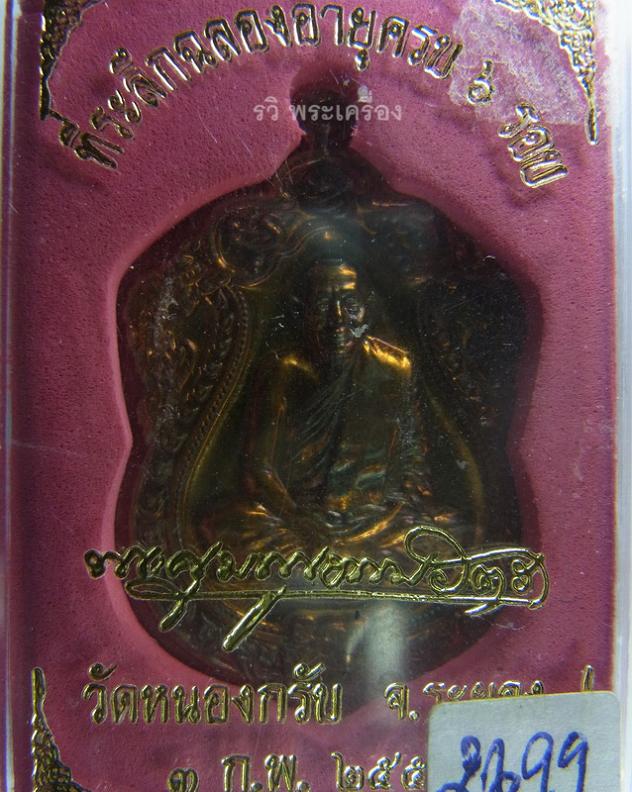 ที่ระลึกฉลองอายุครบ ๖ รอบ
รวิ พระเครื่อง
วัดหนองกรับ จ.ระยอง
๓ ก.พ. ๒๕๕